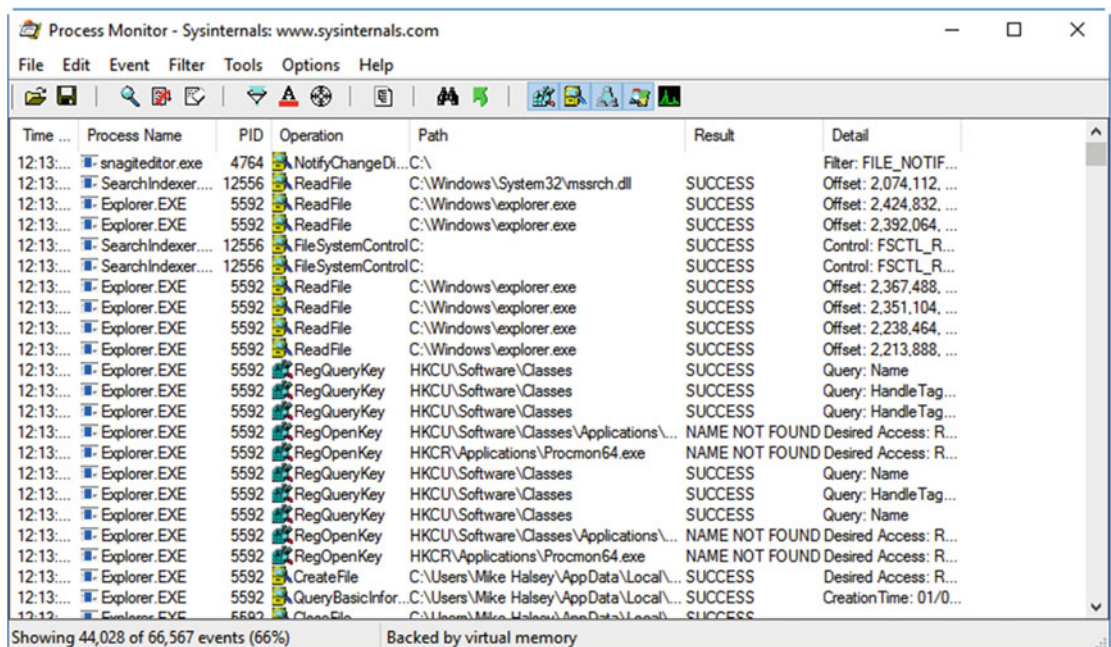 Process Monitor - Sysinternals: www.sysinternals.com
File Edit Event Filter Tools Options Help
Time ... Process Name PID Operation Path Result Detail
12:13:... snagiteditor.exe 4764 NotifyChangeDi... C:\ Filter: FILE_NOTIF...
12:13:... SearchIndexer.... 12556 ReadFile C:\Windows\System32\mssrch.dll SUCCESS Offset: 2,074,112, ...
12:13:... Explorer.EXE 5592 ReadFile C:\Windows\explorer.exe SUCCESS Offset: 2,424,832, ...
12:13:... Explorer.EXE 5592 ReadFile C:\Windows\explorer.exe SUCCESS Offset: 2,392,064, ...
12:13:... SearchIndexer.... 12556 FileSystemControl C: SUCCESS Control: FSCTL_R...
12:13:... SearchIndexer.... 12556 FileSystemControl C: SUCCESS Control: FSCTL_R...
12:13:... Explorer.EXE 5592 ReadFile C:\Windows\explorer.exe SUCCESS Offset: 2,367,488, ...
12:13:... Explorer.EXE 5592 ReadFile C:\Windows\explorer.exe SUCCESS Offset: 2,351,104, ...
12:13:... Explorer.EXE 5592 ReadFile C:\Windows\explorer.exe SUCCESS Offset: 2,238,464, ...
12:13:... Explorer.EXE 5592 ReadFile C:\Windows\explorer.exe SUCCESS Offset: 2,213,888, ...
12:13:... Explorer.EXE 5592 RegQueryKey HKCU\Software\Classes SUCCESS Query: Name
12:13:... Explorer.EXE 5592 RegQueryKey HKCU\Software\Classes SUCCESS Query: HandleTag...
12:13:... Explorer.EXE 5592 RegQueryKey HKCU\Software\Classes SUCCESS Query: HandleTag...
12:13:... Explorer.EXE 5592 RegOpenKey HKCU\Software\Classes\Applications\... NAME NOT FOUND Desired Access: R...
12:13:... Explorer.EXE 5592 RegOpenKey HKCR\Applications\Procmon64.exe NAME NOT FOUND Desired Access: R...
12:13:... Explorer.EXE 5592 RegQueryKey HKCU\Software\Classes SUCCESS Query: Name
12:13:... Explorer.EXE 5592 RegQueryKey HKCU\Software\Classes SUCCESS Query: HandleTag...
12:13:... Explorer.EXE 5592 RegQueryKey HKCU\Software\Classes SUCCESS Query: Name
12:13:... Explorer.EXE 5592 RegOpenKey HKCU\Software\Classes\Applications\... NAME NOT FOUND Desired Access: R...
12:13:... Explorer.EXE 5592 RegOpenKey HKCR\Applications\Procmon64.exe NAME NOT FOUND Desired Access: R...
12:13:... Explorer.EXE 5592 CreateFile C:\Users\Mike Halsey\AppData\Local\... SUCCESS Desired Access: R...
12:13:... Explorer.EXE 5592 QueryBasicInfor... C:\Users\Mike Halsey\AppData\Local\... SUCCESS CreationTime: 01/0...
12:13:... Explorer.EXE 5592 CloseFile C:\Users\Mike Halsey\AppData\Local\... SUCCESS
Showing 44,028 of 66,567 events (66%) Backed by virtual memory